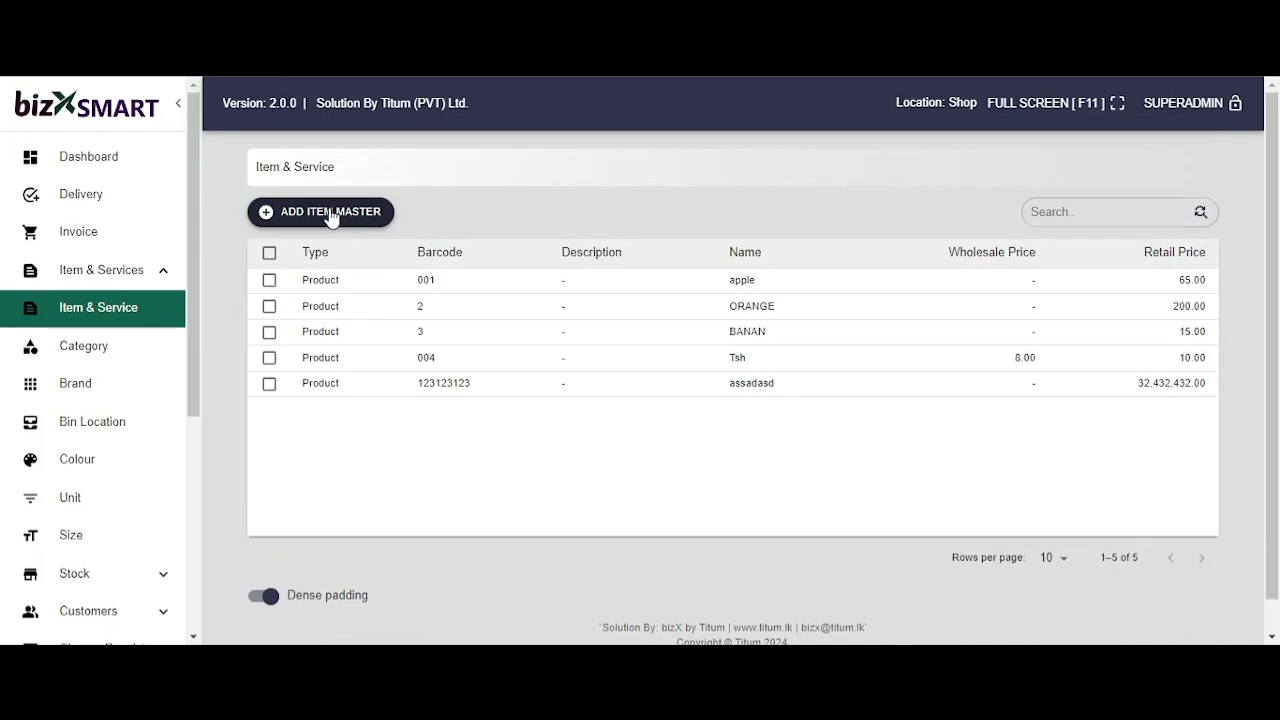 bizXSMART
Version: 2.0.0 | Solution By Titum (PVT) Ltd.
Location: Shop FULL SCREEN [ F11 ] SUPERADMIN
Dashboard
Delivery
Invoice
Item & Services
Item & Service
Category
Brand
Bin Location
Colour
Unit
Size
Stock
Customers
Item & Service
ADD ITEM MASTER
Search..
Type Barcode Description Name Wholesale Price Retail Price
Product 001 - apple - 65.00
Product 2 - ORANGE - 200.00
Product 3 - BANAN - 15.00
Product 004 - Tsh 8.00 10.00
Product 123123123 - assadasd - 32,432,432.00
Rows per page: 10 1–5 of 5
Dense padding
`Solution By: bizX by Titum | www.titum.lk | bizx@titum.lk`
Copyright © Titum 2024